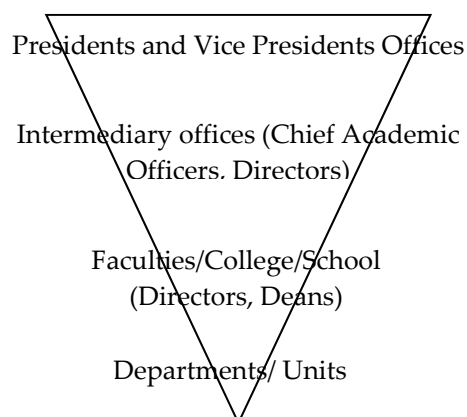 Presidents and Vice Presidents Offices
Intermediary offices (Chief Academic
Officers, Directors)
Faculties/College/School
(Directors, Deans)
Departments/ Units